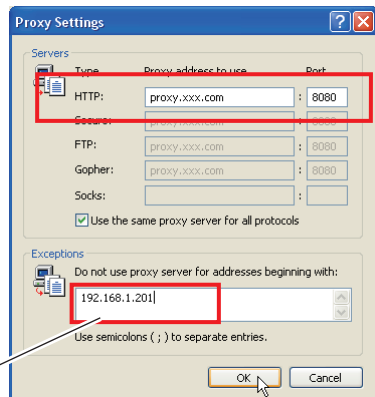 Proxy Settings
Servers
Type Proxy address to use Port
HTTP: proxy.xxx.com : 8080
Secure: proxy.xxx.com : 8080
FTP: proxy.xxx.com : 8080
Gopher: proxy.xxx.com : 8080
Socks: :
Use the same proxy server for all protocols
Exceptions
Do not use proxy server for addresses beginning with:
192.168.1.201
Use semicolons ( ; ) to separate entries.
OK Cancel